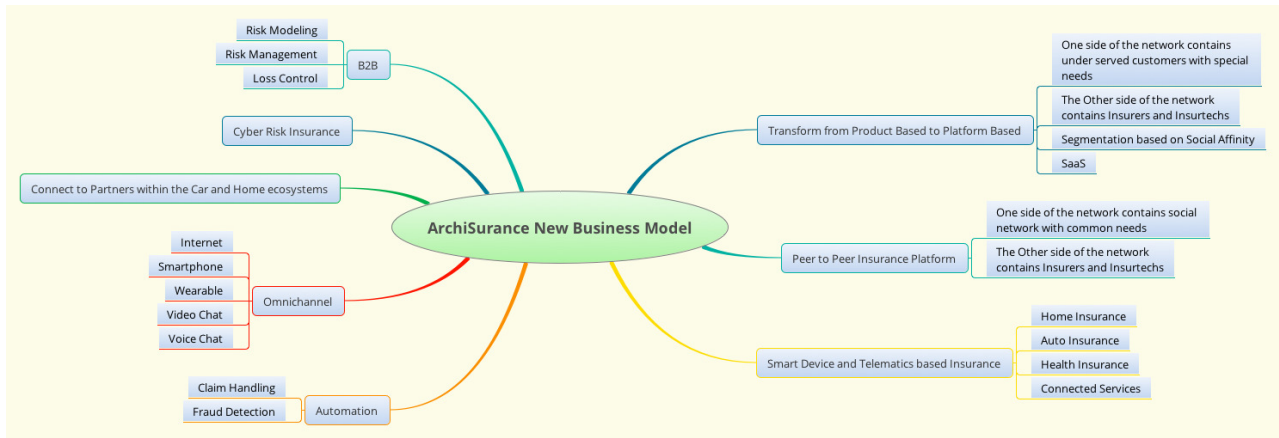 ArchiSurance New Business Model
Transform from Product Based to Platform Based
One side of the network contains
under served customers with special
needs
The Other side of the network
contains Insurers and Insurtechs
Segmentation based on Social Affinity
SaaS
Peer to Peer Insurance Platform
One side of the network contains social
network with common needs
The Other side of the network
contains Insurers and Insurtechs
Smart Device and Telematics based Insurance
Home Insurance
Auto Insurance
Health Insurance
Connected Services
B2B
Risk Modeling
Risk Management
Loss Control
Cyber Risk Insurance
Connect to Partners within the Car and Home ecosystems
Omnichannel
Internet
Smartphone
Wearable
Video Chat
Voice Chat
Automation
Claim Handling
Fraud Detection